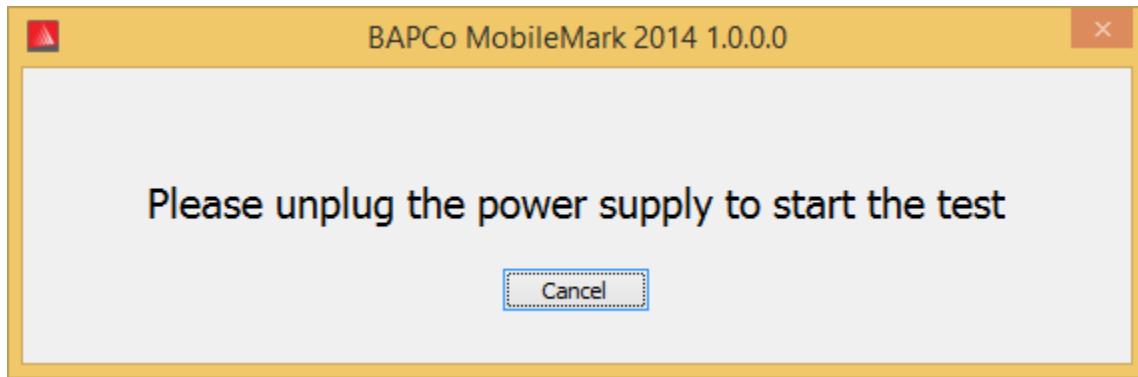 BAPCo MobileMark 2014 1.0.0.0
Please unplug the power supply to start the test
Cancel